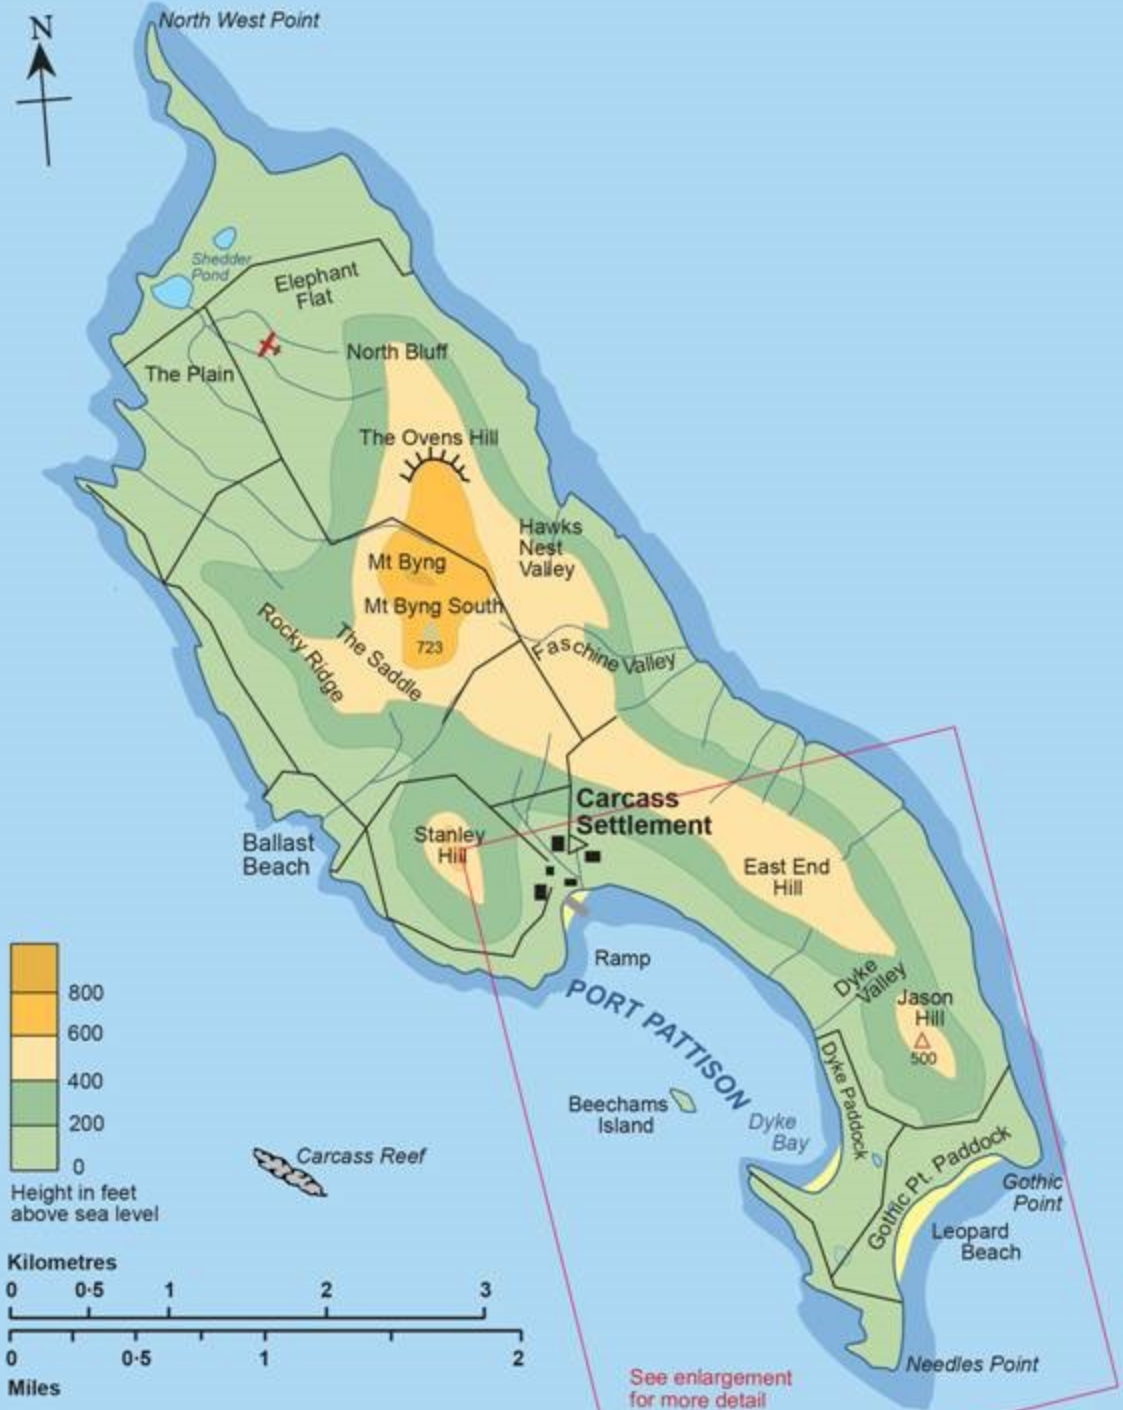 N
North West Point
Shedder
Pond
Elephant
Flat
North Bluff
The Plain
The Ovens Hill
Hawks
Nest
Valley
Mt Byng
Mt Byng South
723
Rocky Ridge
The Saddle
Faschine Valley
Carcass
Settlement
Stanley
Hill
Ballast
Beach
East End
Hill
Ramp
PORT PATTISON
Dyke
Valley
Jason
Hill
500
Dyke Paddock
Beechams
Island
Dyke
Bay
Gothic Pt. Paddock
Gothic
Point
Leopard
Beach
Carcass Reef
Needles Point
800
600
400
200
0
Height in feet
above sea level
Kilometres
0 0·5 1 2 3
0 0·5 1 2
Miles
See enlargement
for more detail